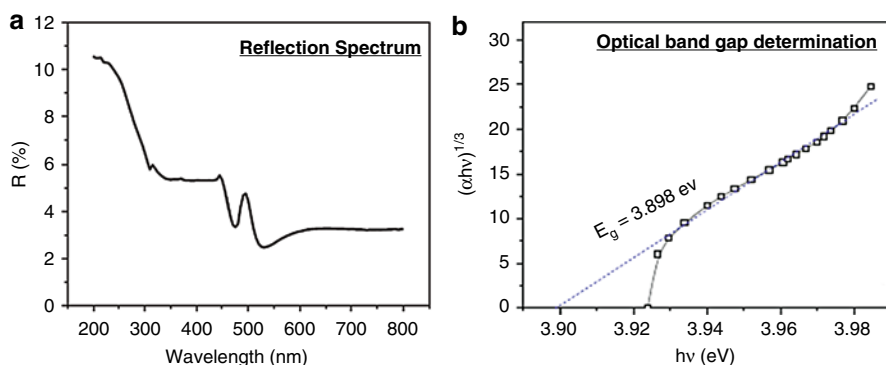 a
Reflection Spectrum
12
10
8
6
4
2
0
R (%)
200 300 400 500 600 700 800
Wavelength (nm)
b
Optical band gap determination
30
25
20
15
10
5
0
(αhν)^{1/3}
E_g = 3.898 ev
3.90 3.92 3.94 3.96 3.98
hν (eV)